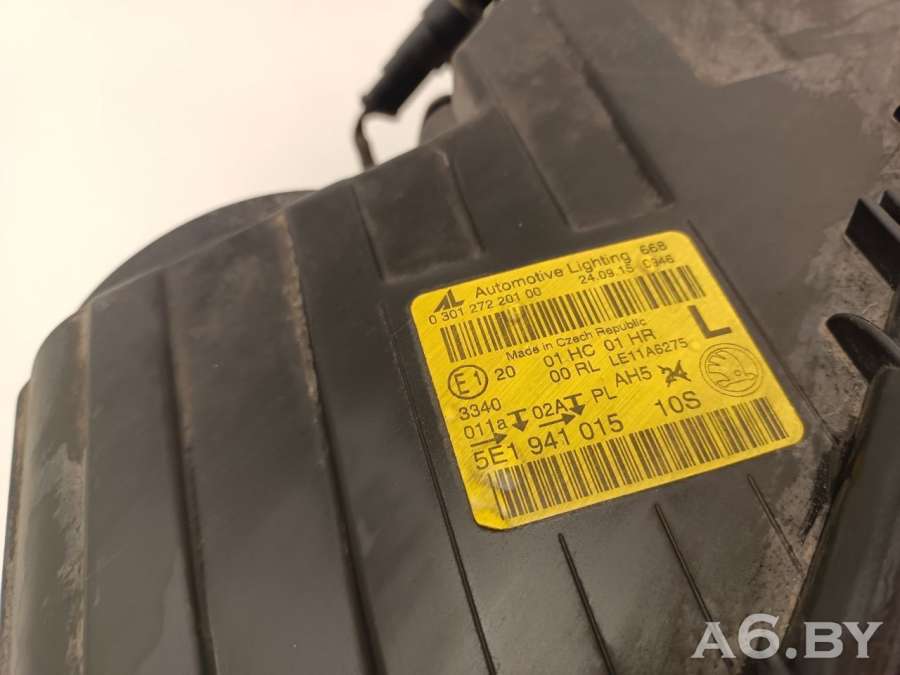 AL Automotive Lighting 668
0 301 272 201 00 24.09.15 0346
Made in Czech Republic
L
E1 20 01 HC 01 HR
00 RL LE11A6275
3340 AH5
011a 02A PL
5E1 941 015 10S
A6.BY